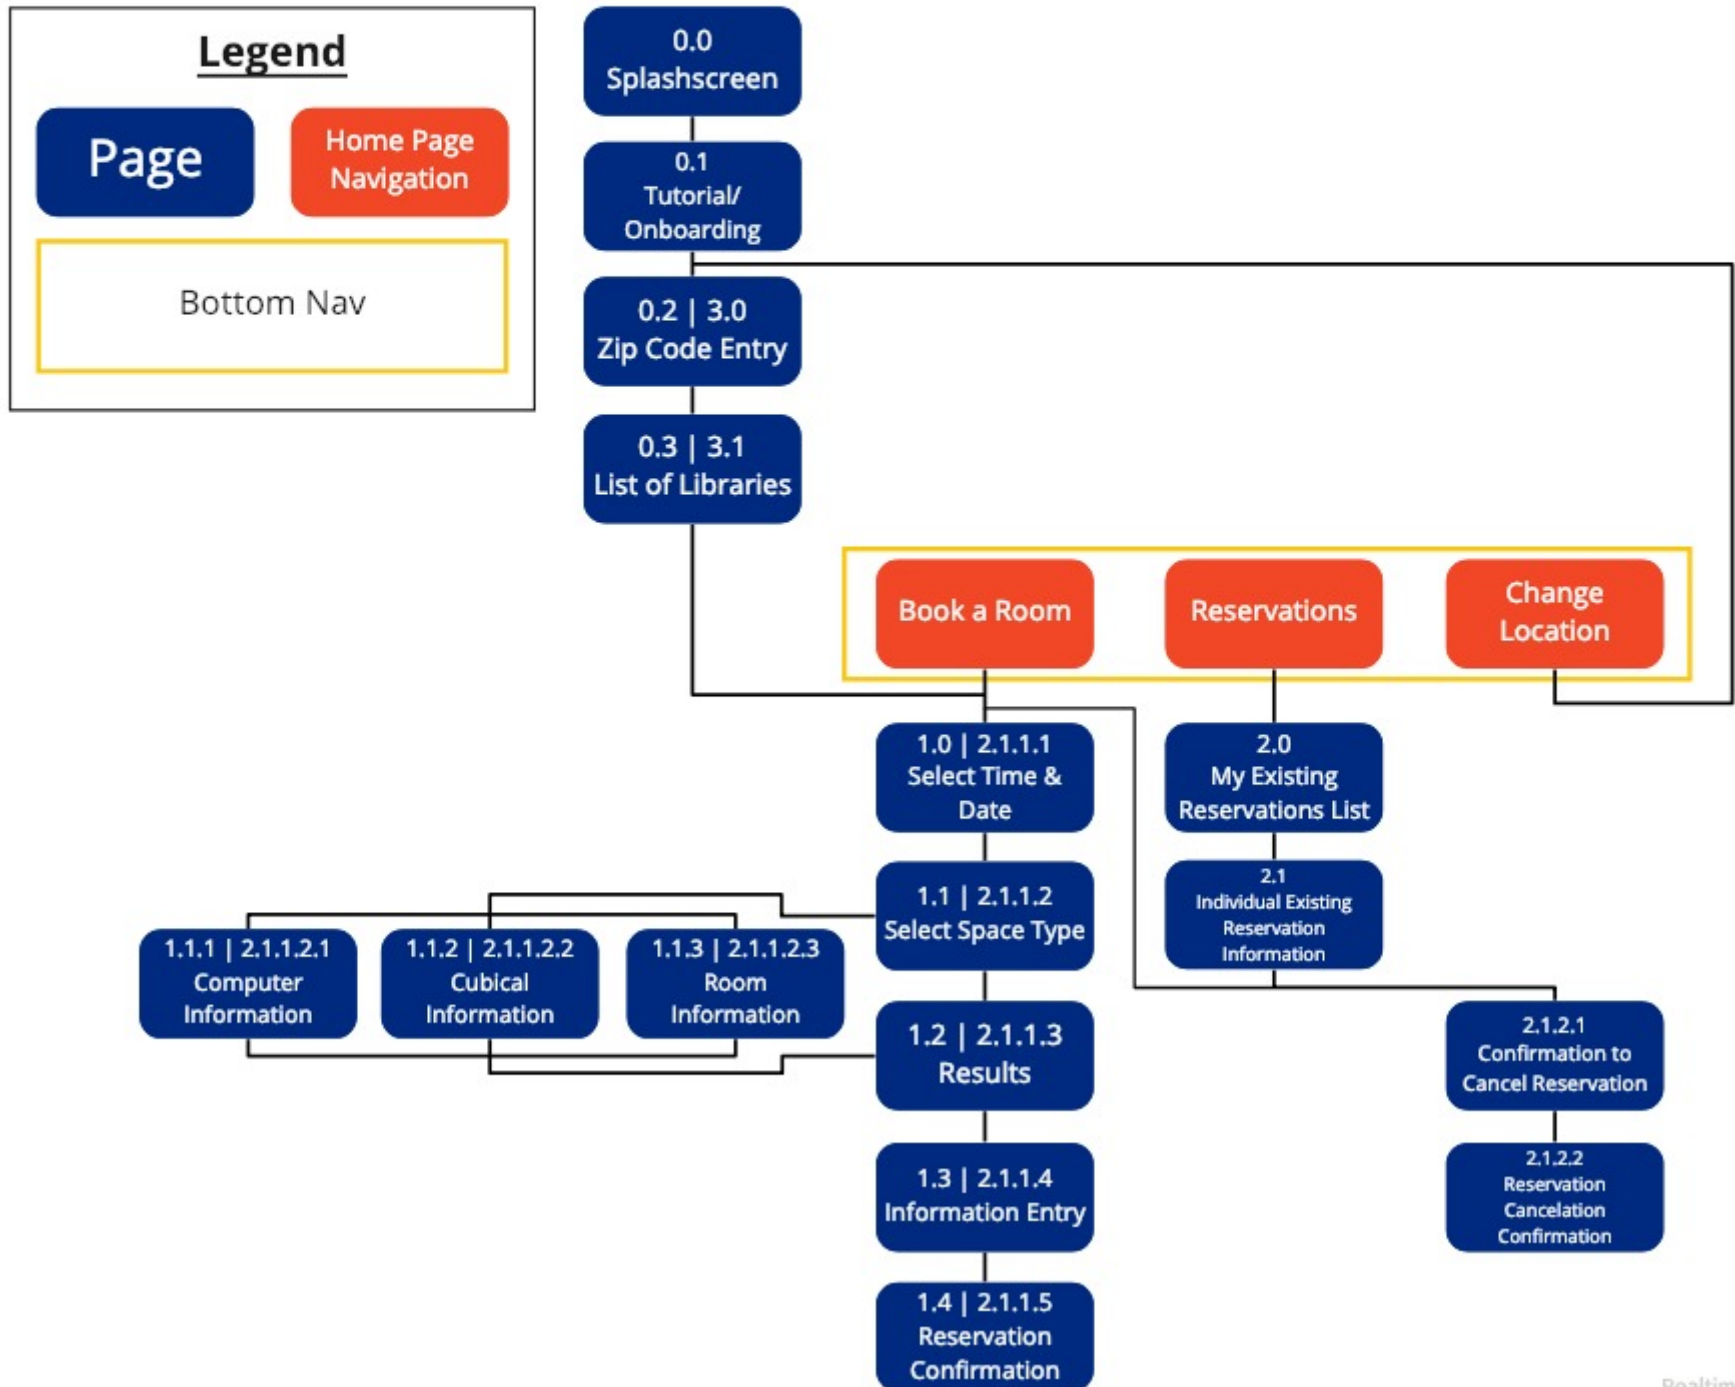 Legend
Page
Home Page
Navigation
Bottom Nav
0.0
Splashscreen
0.1
Tutorial/
Onboarding
0.2 | 3.0
Zip Code Entry
0.3 | 3.1
List of Libraries
Book a Room
Reservations
Change
Location
1.0 | 2.1.1.1
Select Time &
Date
2.0
My Existing
Reservations List
1.1 | 2.1.1.2
Select Space Type
2.1
Individual Existing
Reservation
Information
1.1.1 | 2.1.1.2.1
Computer
Information
1.1.2 | 2.1.1.2.2
Cubical
Information
1.1.3 | 2.1.1.2.3
Room
Information
1.2 | 2.1.1.3
Results
2.1.2.1
Confirmation to
Cancel Reservation
1.3 | 2.1.1.4
Information Entry
2.1.2.2
Reservation
Cancelation
Confirmation
1.4 | 2.1.1.5
Reservation
Confirmation